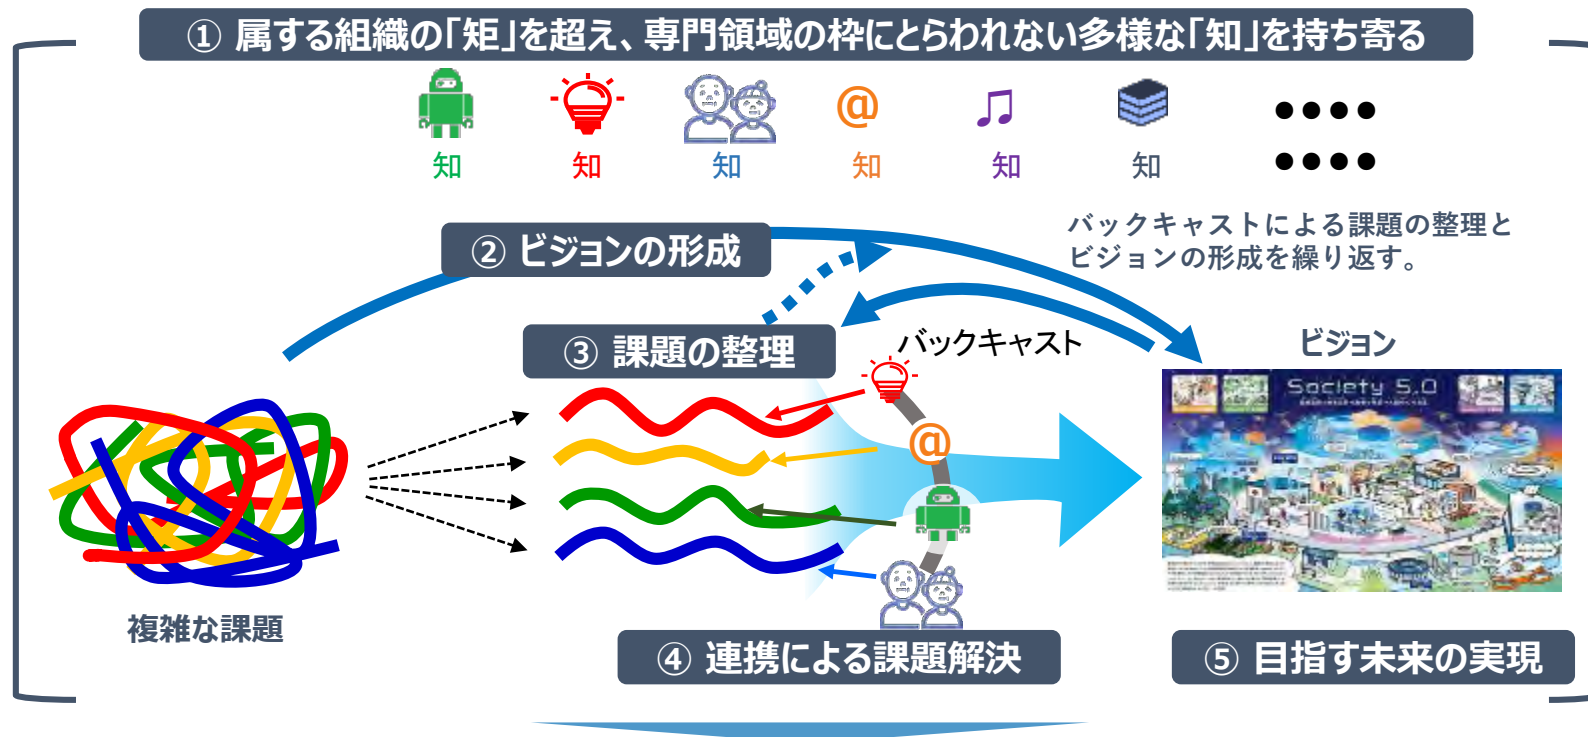 ① 属する組織の「矩」を超え、専門領域の枠にとらわれない多様な「知」を持ち寄る
@
知 知 知 知 知 知
② ビジョンの形成
バックキャストによる課題の整理と
ビジョンの形成を繰り返す。
③ 課題の整理
バックキャスト
ビジョン
Society 5.0
@
複雑な課題
④ 連携による課題解決
⑤ 目指す未来の実現